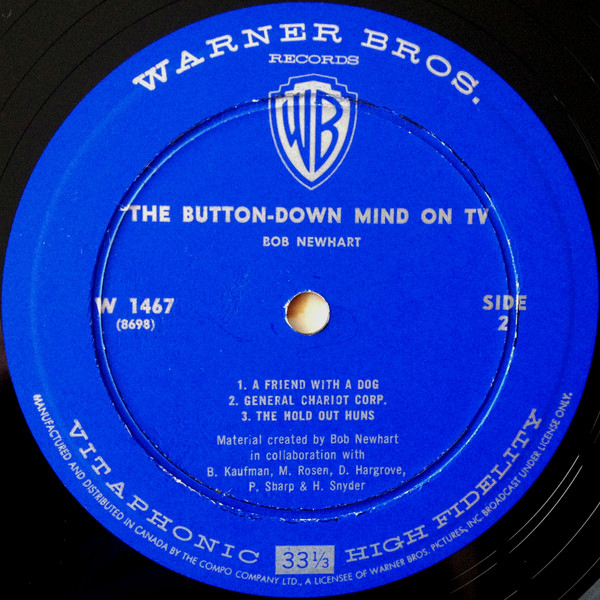 WARNER BROS.
RECORDS
WB
THE BUTTON-DOWN MIND ON TV
BOB NEWHART
W 1467
(8698)
SIDE
2
1. A FRIEND WITH A DOG
2. GENERAL CHARIOT CORP.
3. THE HOLD OUT HUNS
Material created by Bob Newhart
in collaboration with
B. Kaufman, M. Rosen, D. Hargrove,
P. Sharp & H. Snyder
VITAPHONIC 33⅓ HIGH FIDELITY
MANUFACTURED AND DISTRIBUTED IN CANADA BY THE COMPO COMPANY LTD., A LICENSEE OF WARNER BROS. PICTURES, INC. BROADCAST UNDER LICENSE ONLY.